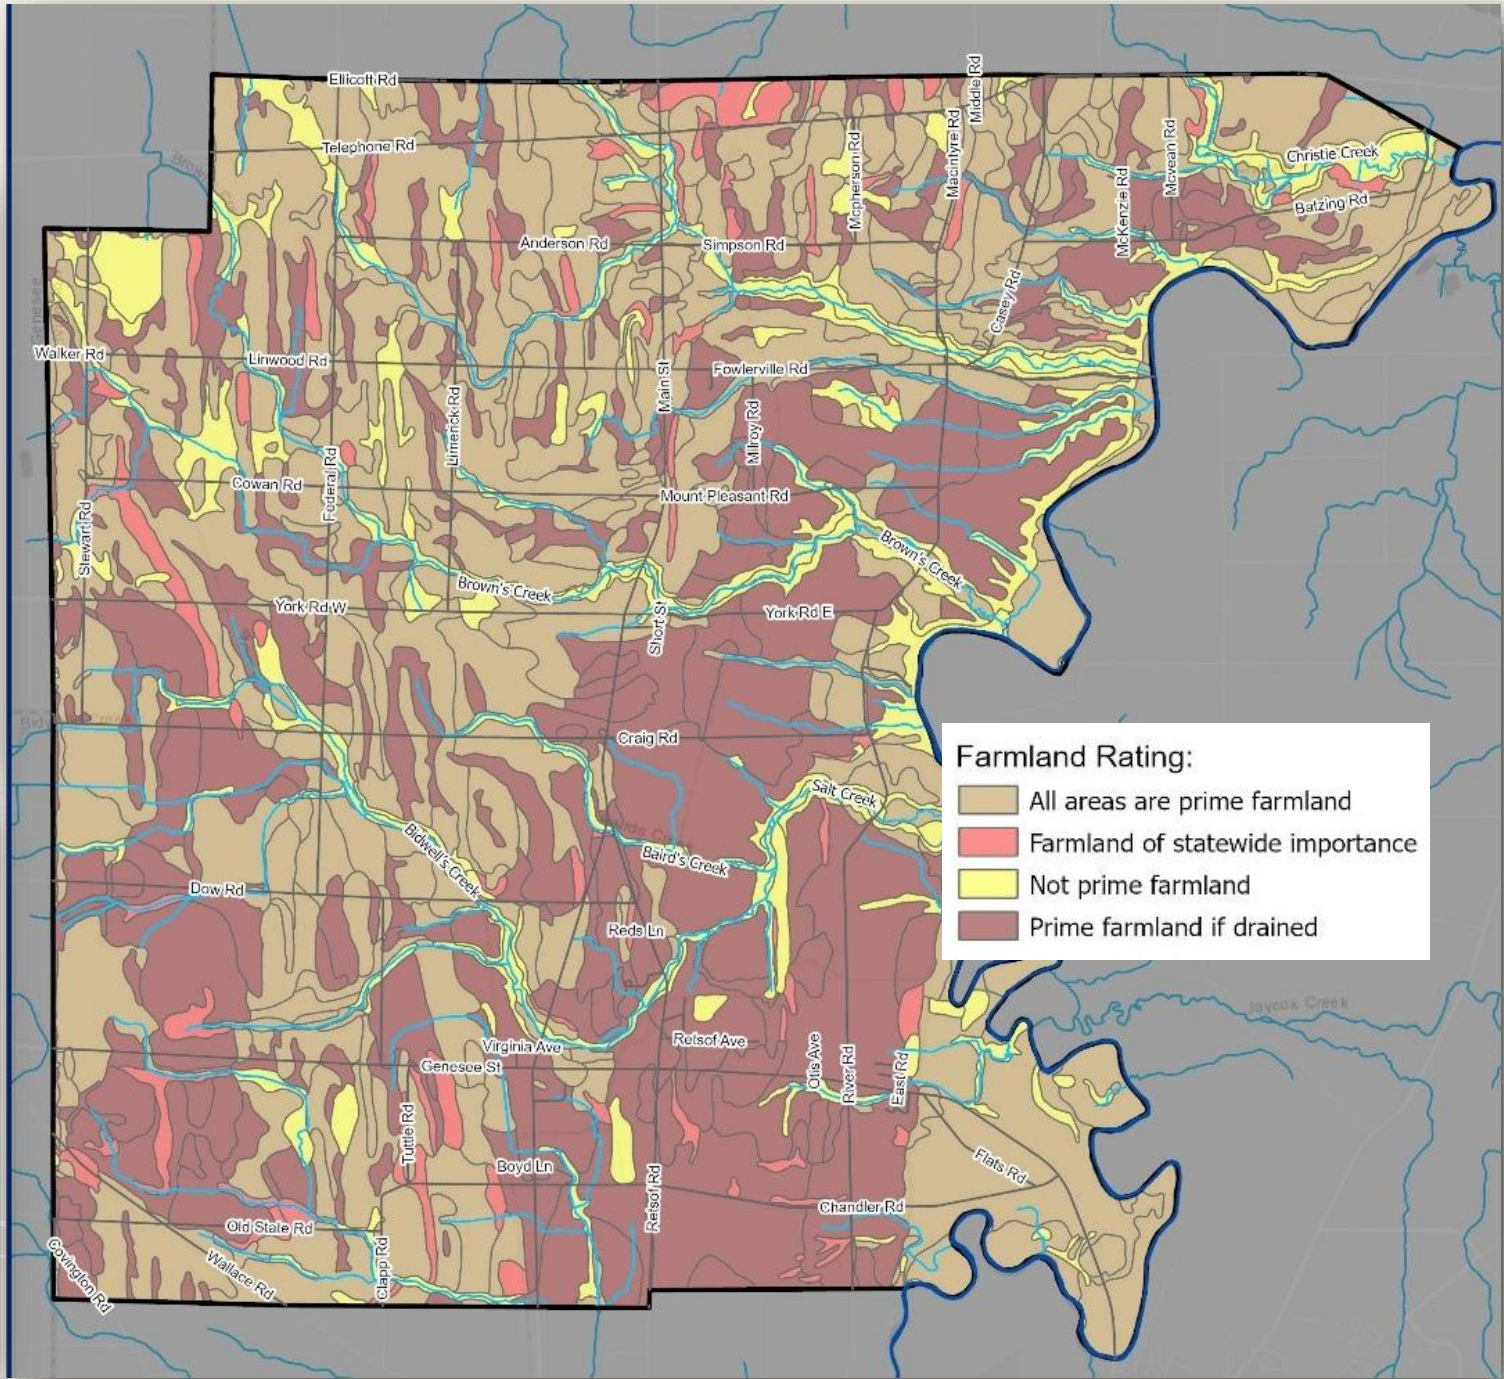 Ellicott Rd
Middle Rd
Telephone Rd
Mcpherson Rd
MacIntyre Rd
Mcvean Rd
Christie Creek
McKenzie Rd
Batzing Rd
Anderson Rd
Simpson Rd
Genesee
Casey Rd
Walker Rd
Linwood Rd
Fowlerville Rd
Main St
Limerick Rd
Milroy Rd
Federal Rd
Cowan Rd
Mount Pleasant Rd
Stewart Rd
Brown's Creek
Brown's Creek
York Rd W
Short St
York Rd E
Craig Rd
Farmland Rating:
All areas are prime farmland
Farmland of statewide importance
Not prime farmland
Prime farmland if drained
Salt Creek
Bidwell's Creek
Baird's Creek
Dow Rd
Reds Ln
Jaycox Creek
Virginia Ave
Retsof Ave
Genesee St
Otis Ave
River Rd
East Rd
Tuttle Rd
Boyd Ln
Flats Rd
Retsof Rd
Chandler Rd
Old State Rd
Clapp Rd
Wallace Rd
Covington Rd